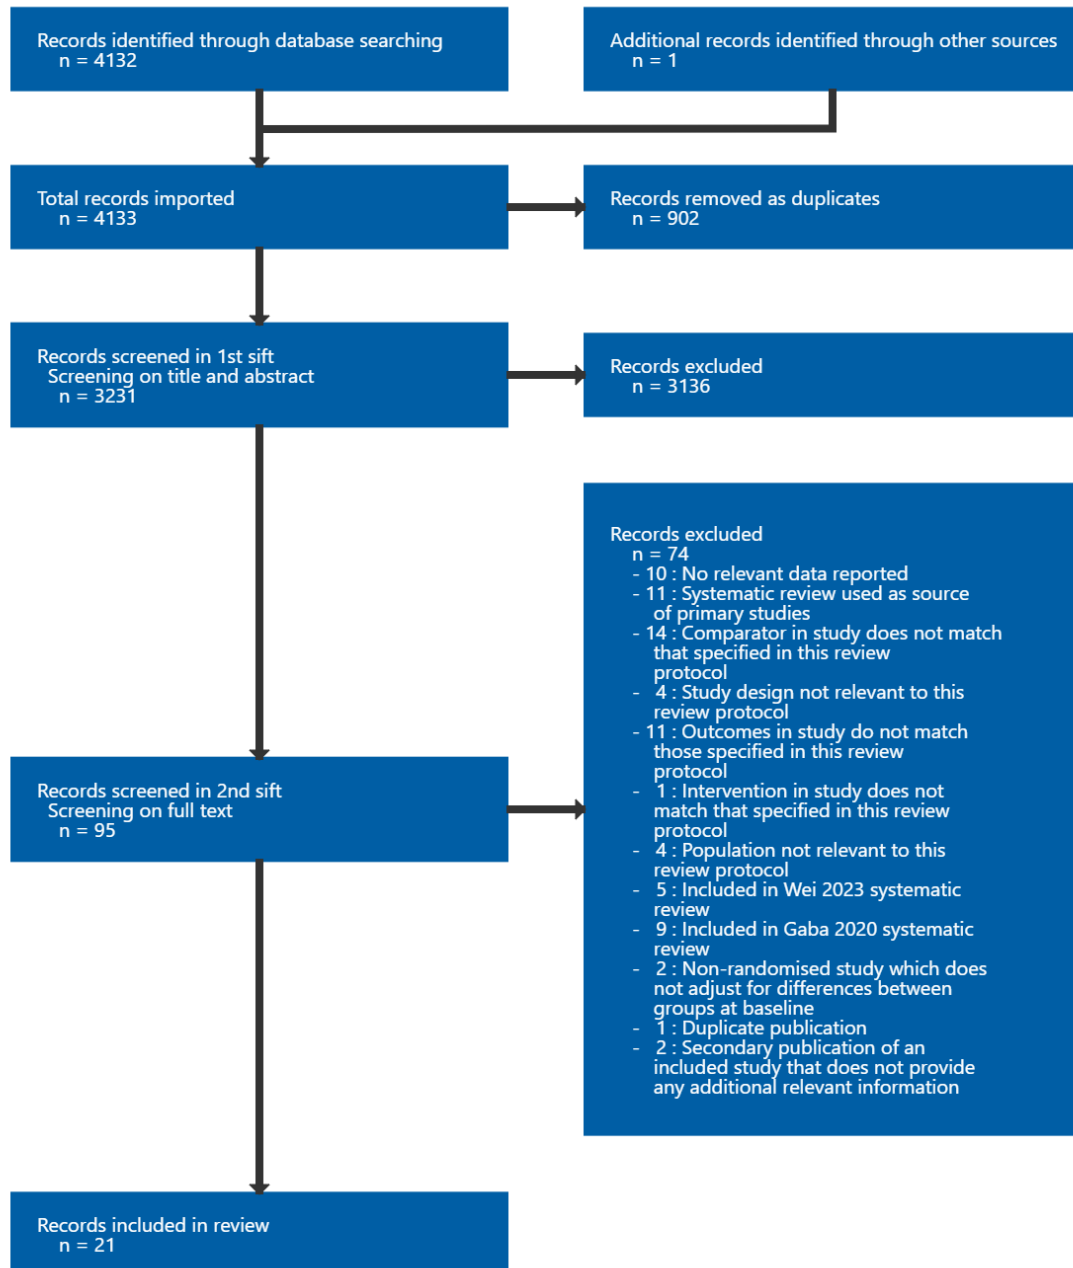 Records identified through database searching
n = 4132
Additional records identified through other sources
n = 1
Total records imported
n = 4133
Records removed as duplicates
n = 902
Records screened in 1st sift
Screening on title and abstract
n = 3231
Records excluded
n = 3136
Records excluded
n = 74
- 10 : No relevant data reported
- 11 : Systematic review used as source
of primary studies
- 14 : Comparator in study does not match
that specified in this review
protocol
- 4 : Study design not relevant to this
review protocol
- 11 : Outcomes in study do not match
those specified in this review
protocol
- 1 : Intervention in study does not
match that specified in this review
protocol
- 4 : Population not relevant to this
review protocol
- 5 : Included in Wei 2023 systematic
review
- 9 : Included in Gaba 2020 systematic
review
- 2 : Non-randomised study which does
not adjust for differences between
groups at baseline
- 1 : Duplicate publication
- 2 : Secondary publication of an
included study that does not provide
any additional relevant information
Records screened in 2nd sift
Screening on full text
n = 95
Records included in review
n = 21